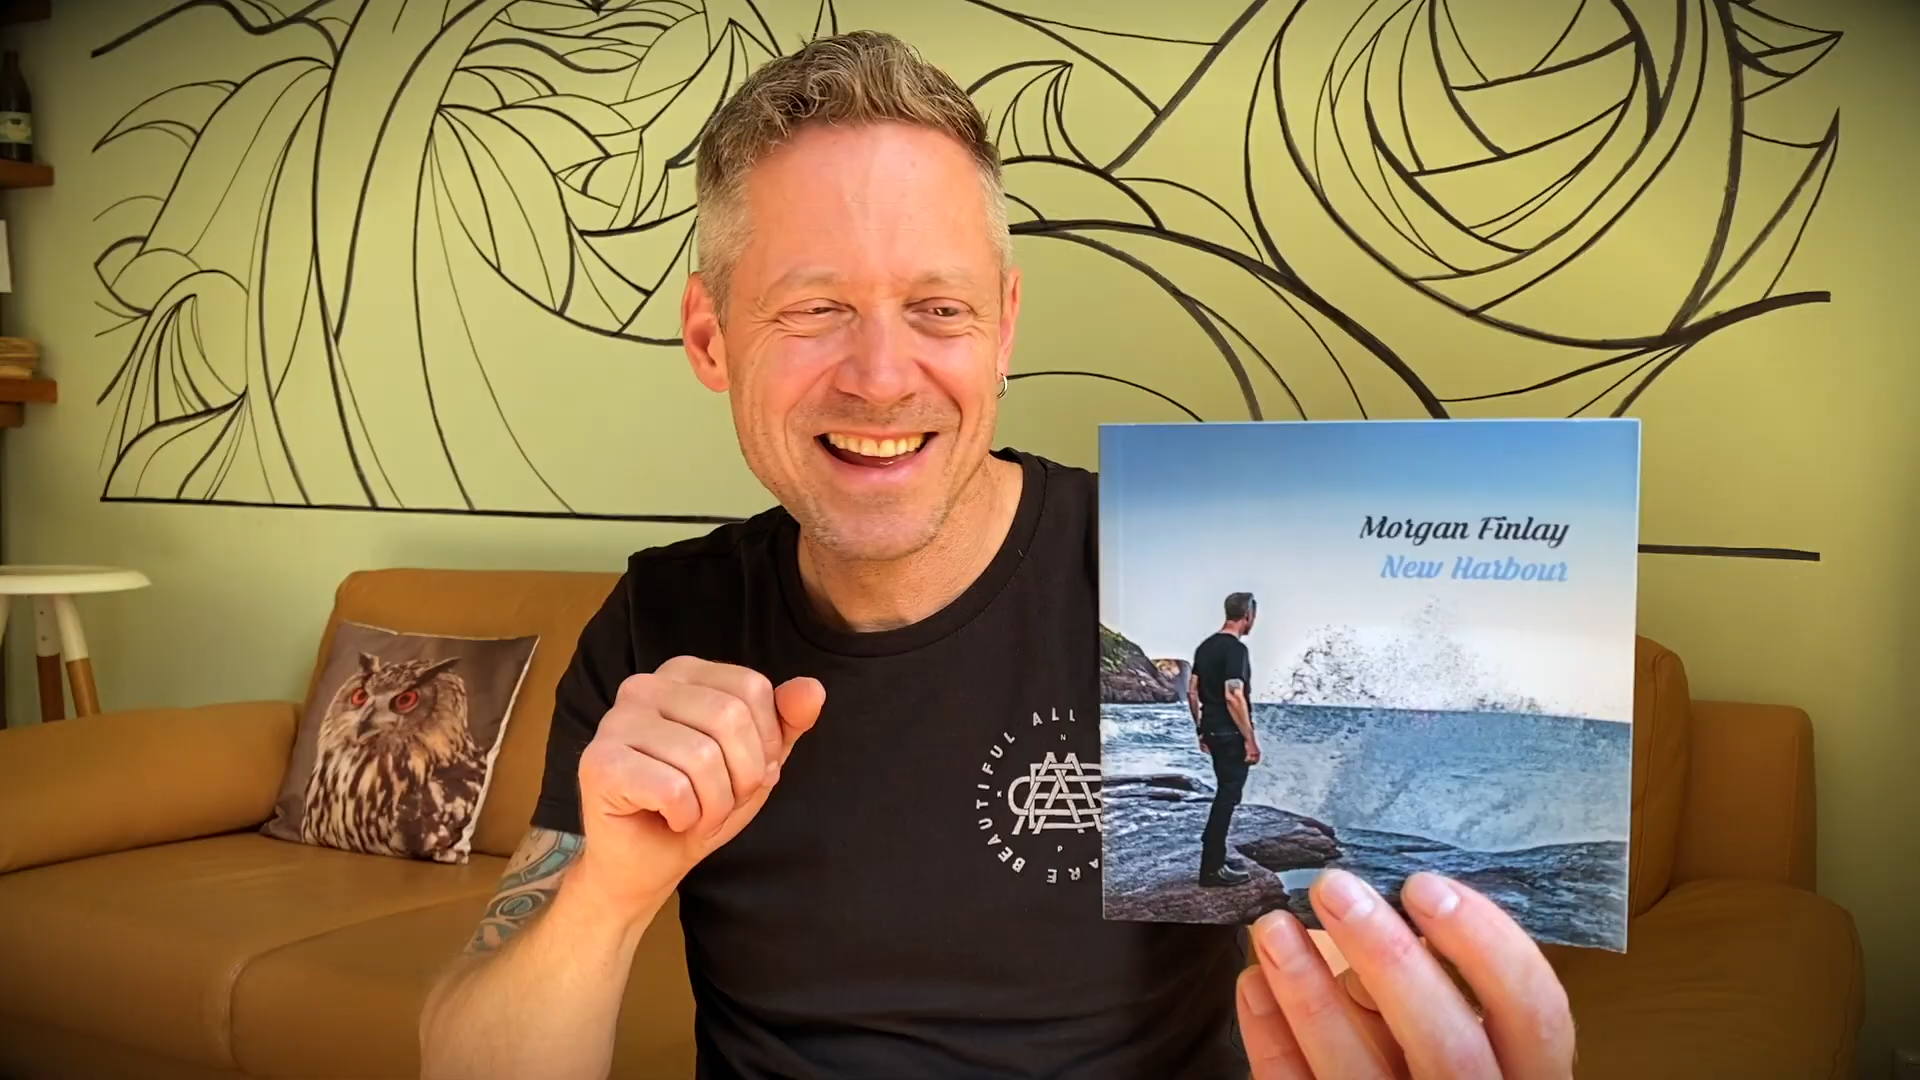 Morgan Finlay
New Harbour
ALL
ARE BEAUTIFUL
N
K
P